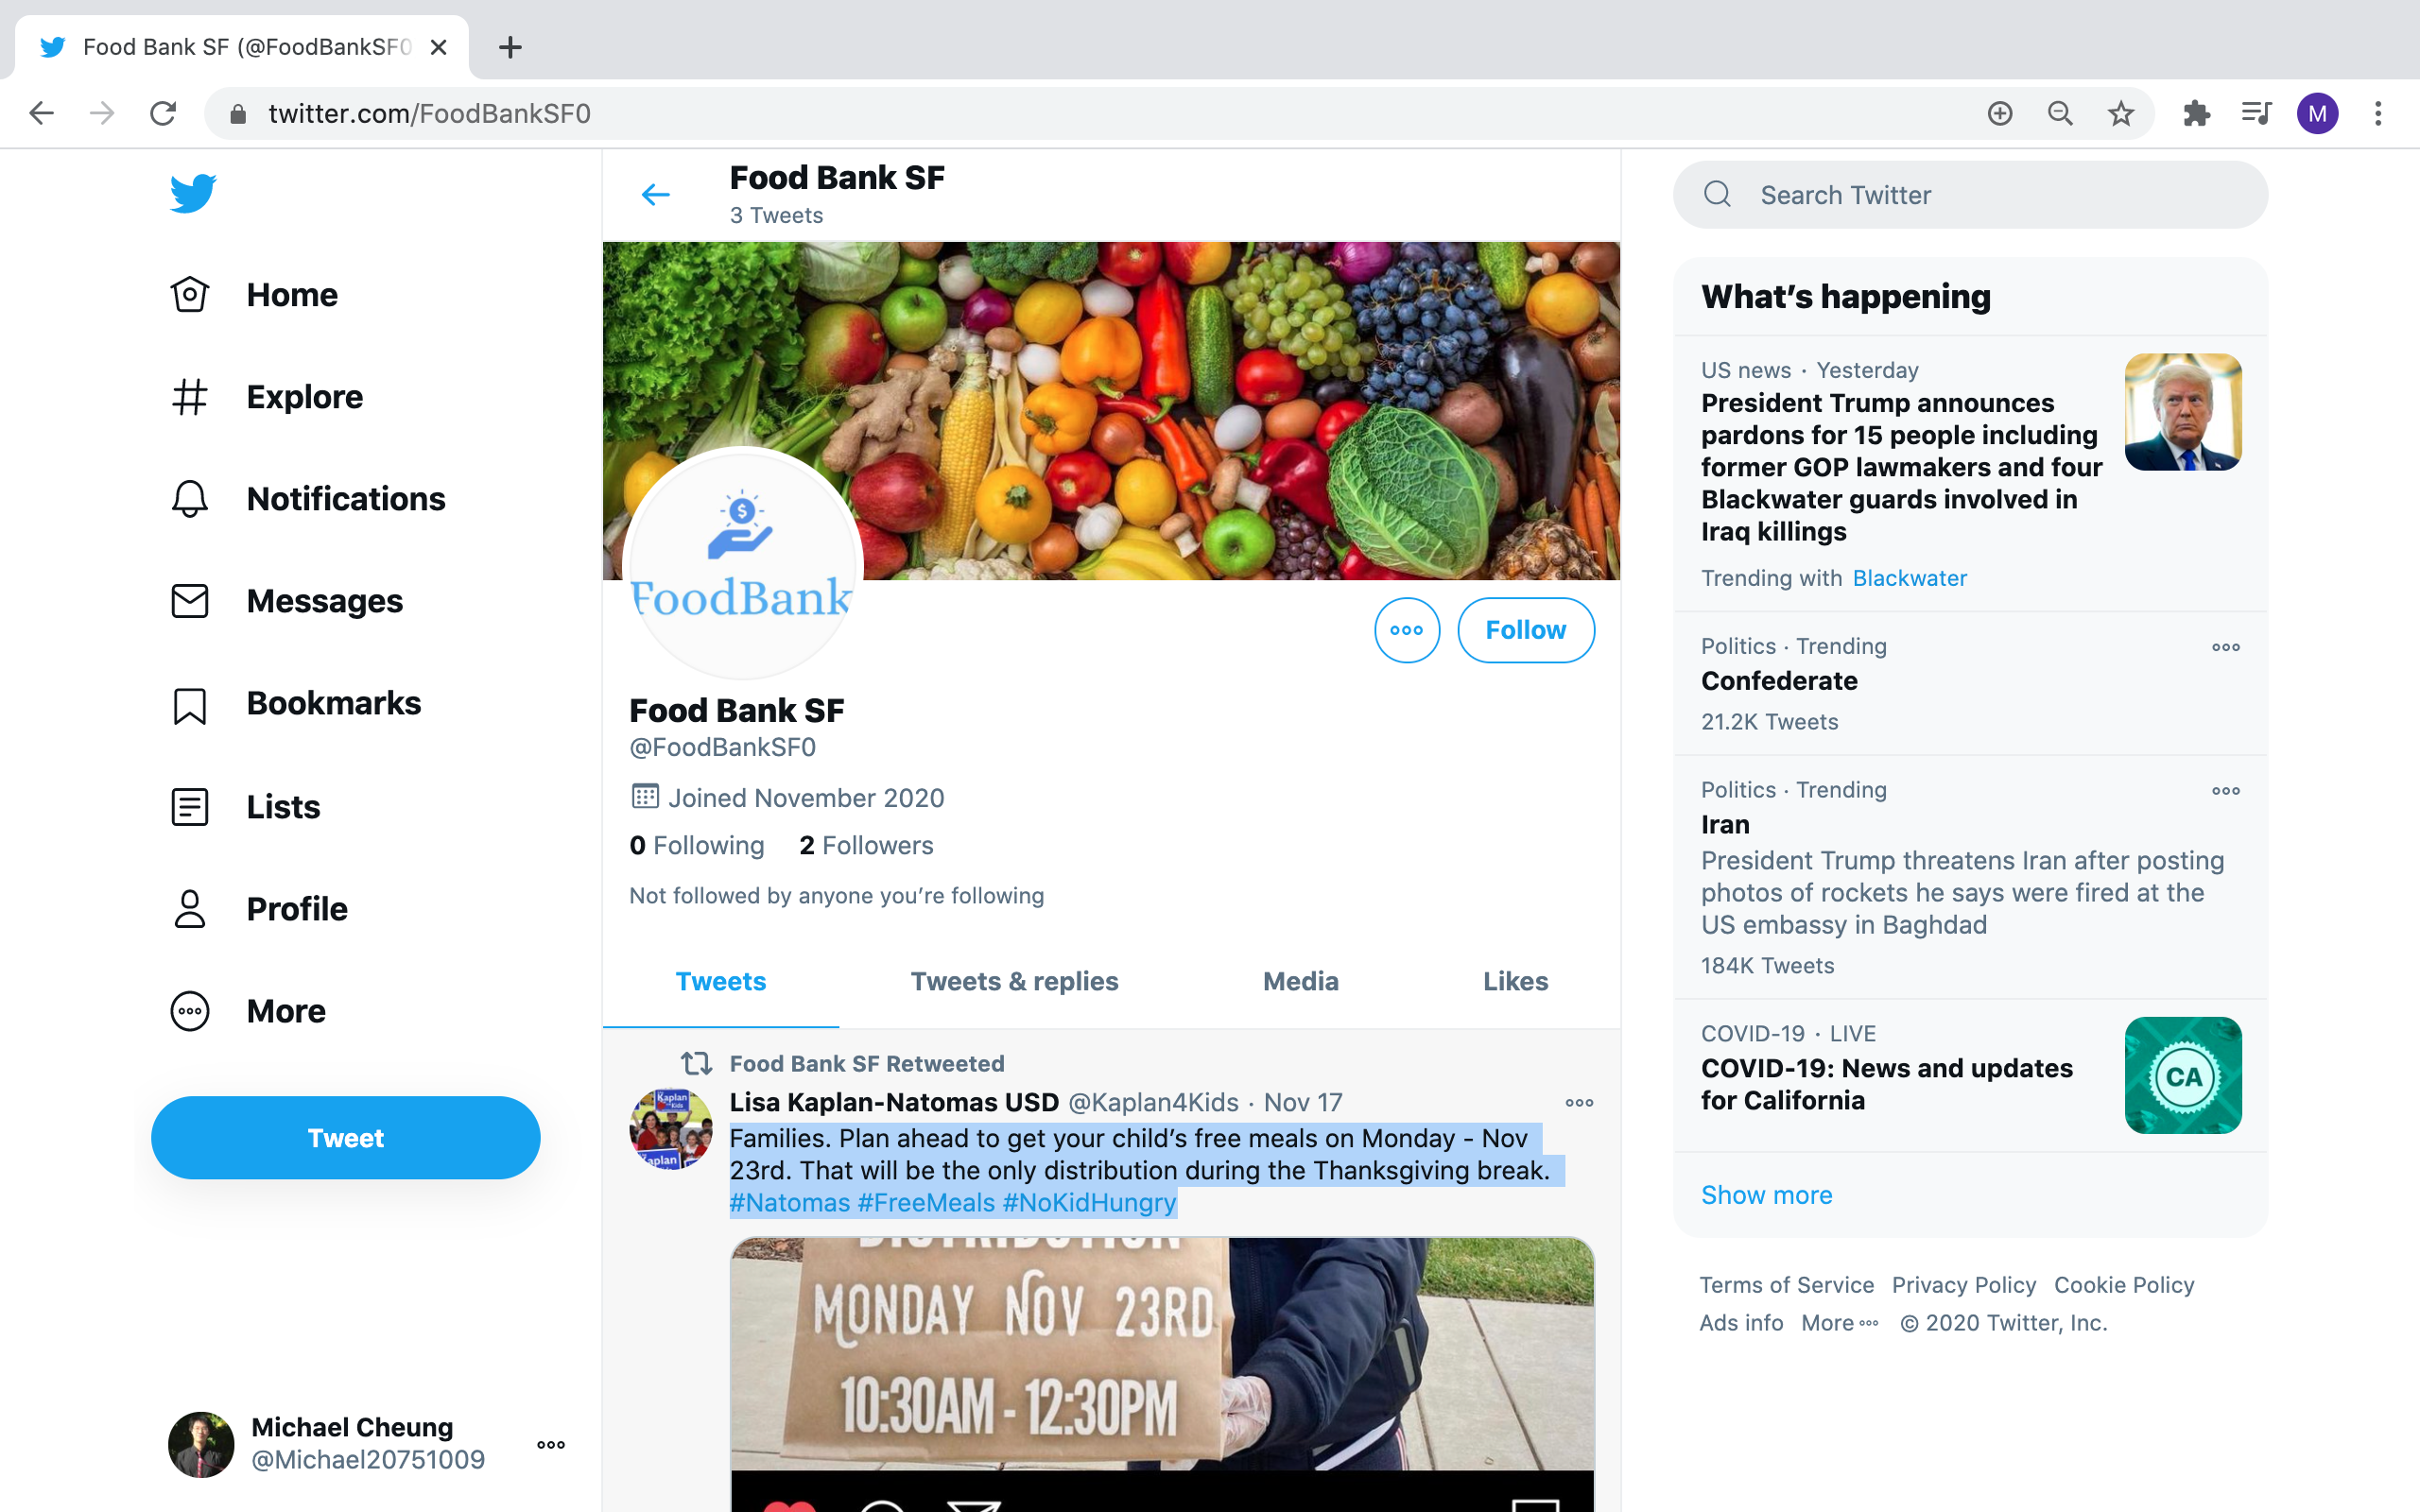 Food Bank SF (@FoodBankSF0
twitter.com/FoodBankSF0
M
Home
Explore
Notifications
Messages
Bookmarks
Lists
Profile
More
Tweet
Michael Cheung
@Michael20751009
Food Bank SF
3 Tweets
$
FoodBank
Follow
Food Bank SF
@FoodBankSF0
Joined November 2020
0 Following 2 Followers
Not followed by anyone you’re following
Tweets Tweets & replies Media Likes
Food Bank SF Retweeted
Lisa Kaplan-Natomas USD @Kaplan4Kids · Nov 17
Families. Plan ahead to get your child’s free meals on Monday - Nov
23rd. That will be the only distribution during the Thanksgiving break.
#Natomas #FreeMeals #NoKidHungry
Kaplan
Kids
Kaplan
DISTRIBUTION
MONDAY NOV 23RD
10:30AM - 12:30PM
Search Twitter
What’s happening
US news · Yesterday
President Trump announces
pardons for 15 people including
former GOP lawmakers and four
Blackwater guards involved in
Iraq killings
Trending with Blackwater
Politics · Trending
Confederate
21.2K Tweets
Politics · Trending
Iran
President Trump threatens Iran after posting
photos of rockets he says were fired at the
US embassy in Baghdad
184K Tweets
COVID-19 · LIVE
COVID-19: News and updates
for California
CA
Show more
Terms of Service Privacy Policy Cookie Policy
Ads info More © 2020 Twitter, Inc.